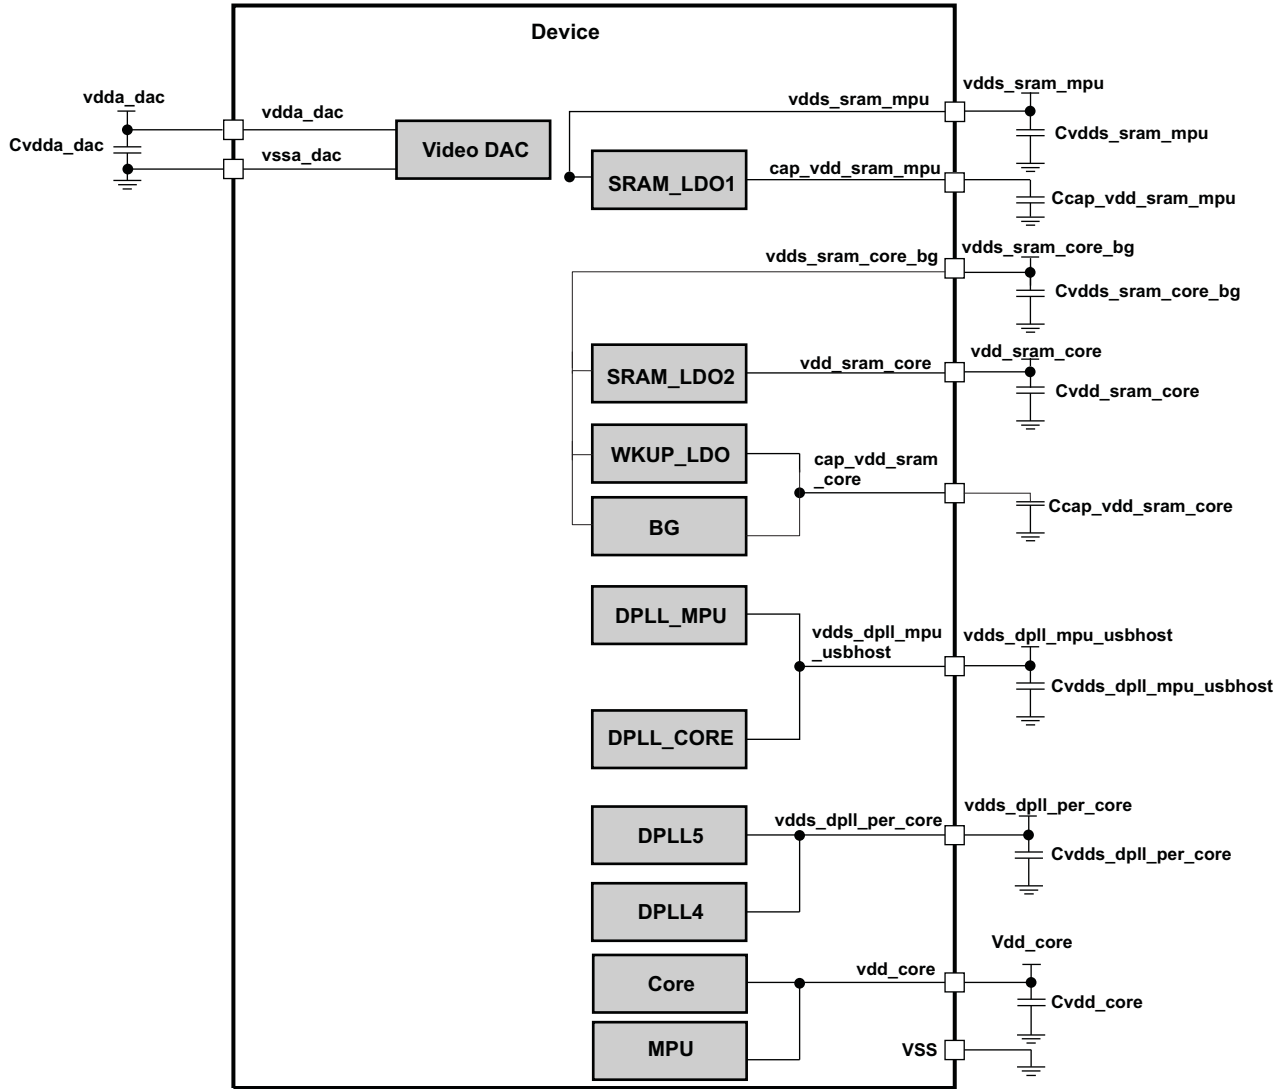 Device
vdda_dac
Cvdda_dac
vdda_dac
vssa_dac
Video DAC
vdds_sram_mpu
vdds_sram_mpu
Cvdds_sram_mpu
SRAM_LDO1
cap_vdd_sram_mpu
Ccap_vdd_sram_mpu
vdds_sram_core_bg
vdds_sram_core_bg
Cvdds_sram_core_bg
SRAM_LDO2
vdd_sram_core
vdd_sram_core
Cvdd_sram_core
WKUP_LDO
cap_vdd_sram
_core
Ccap_vdd_sram_core
BG
DPLL_MPU
vdds_dpll_mpu
_usbhost
vdds_dpll_mpu_usbhost
Cvdds_dpll_mpu_usbhost
DPLL_CORE
DPLL5
vdds_dpll_per_core
vdds_dpll_per_core
Cvdds_dpll_per_core
DPLL4
Core
vdd_core
Vdd_core
Cvdd_core
MPU
VSS